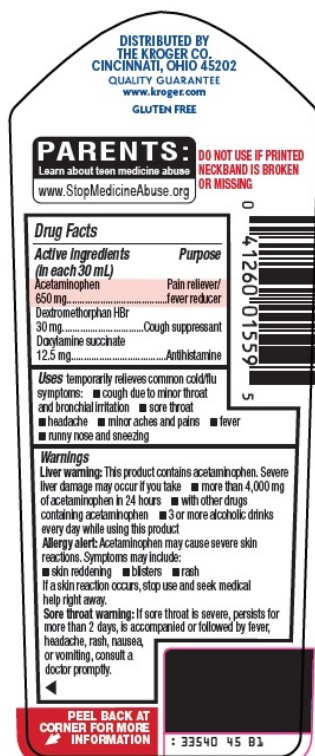 DISTRIBUTED BY
THE KROGER CO.
CINCINNATI, OHIO 45202
QUALITY GUARANTEE
www.kroger.com
GLUTEN FREE
PARENTS:
Learn about teen medicine abuse
www.StopMedicineAbuse.org
DO NOT USE IF PRINTED
NECKBAND IS BROKEN
OR MISSING
0 41260 01559 5
Drug Facts
Active ingredients Purpose
(in each 30 mL)
Acetaminophen Pain reliever/
650 mg......................................fever reducer
Dextromethorphan HBr
30 mg..............................Cough suppressant
Doxylamine succinate
12.5 mg...................................Antihistamine
Uses temporarily relieves common cold/flu
symptoms: ■ cough due to minor throat
and bronchial irritation ■ sore throat
■ headache ■ minor aches and pains ■ fever
■ runny nose and sneezing
Warnings
Liver warning: This product contains acetaminophen. Severe
liver damage may occur if you take ■ more than 4,000 mg
of acetaminophen in 24 hours ■ with other drugs
containing acetaminophen ■ 3 or more alcoholic drinks
every day while using this product
Allergy alert: Acetaminophen may cause severe skin
reactions. Symptoms may include:
■ skin reddening ■ blisters ■ rash
If a skin reaction occurs, stop use and seek medical
help right away.
Sore throat warning: If sore throat is severe, persists for
more than 2 days, is accompanied or followed by fever,
headache, rash, nausea,
or vomiting, consult a
doctor promptly.
PEEL BACK AT
CORNER FOR MORE
INFORMATION
: 33540 45 B1